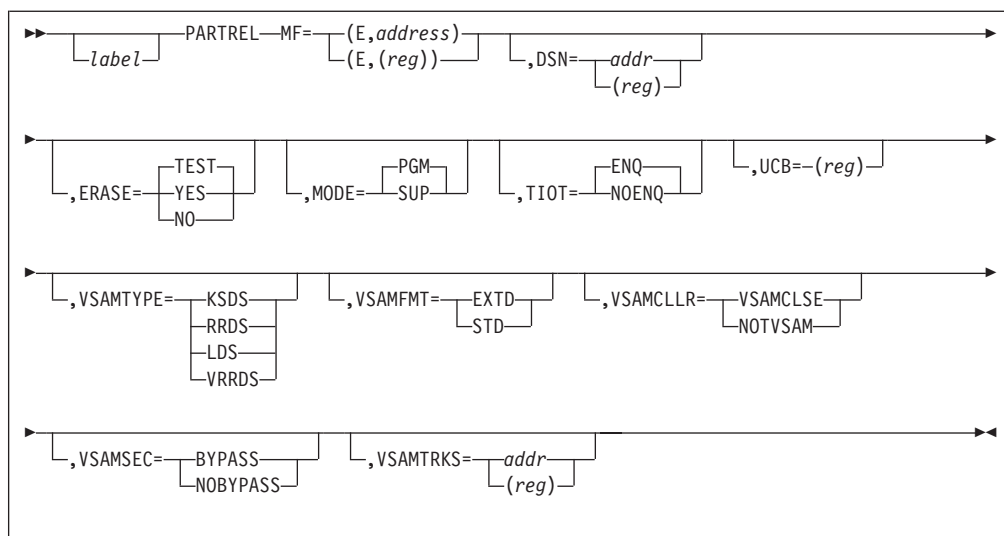 PARTREL MF= (E,address)
label (E,(reg)) ,DSN= addr
(reg)
TEST PGM ENQ
,ERASE= YES ,MODE= SUP ,TIOT= NOENQ ,UCB= (reg)
NO
,VSAMTYPE= KSDS ,VSAMFMT= EXTD ,VSAMCLLR= VSAMCLSE
RRDS STD NOTVSAM
LDS
VRRDS
,VSAMSEC= BYPASS ,VSAMTRKS= addr
NOBYPASS (reg)